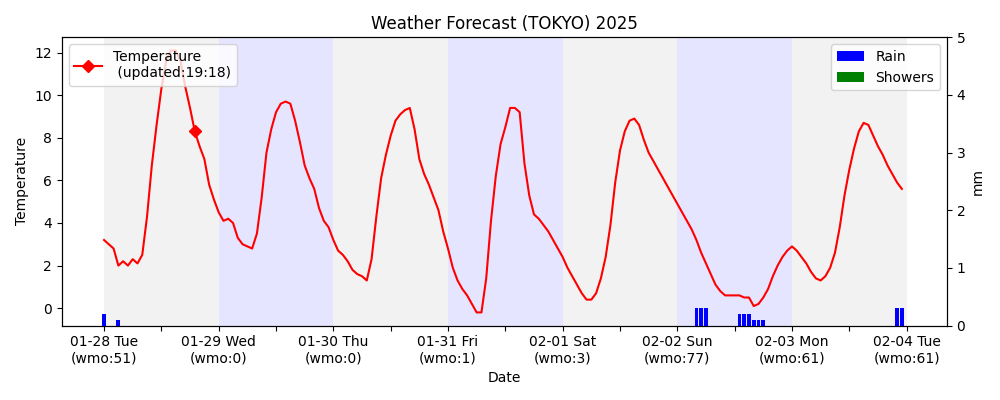 Weather Forecast (TOKYO) 2025
Temperature
(updated:19:18)
Rain
Showers
12
10
8
6
4
2
0
Temperature
5
4
3
2
1
0
mm
01-28 Tue
(wmo:51)
01-29 Wed
(wmo:0)
01-30 Thu
(wmo:0)
01-31 Fri
(wmo:1)
02-01 Sat
(wmo:3)
02-02 Sun
(wmo:77)
02-03 Mon
(wmo:61)
02-04 Tue
(wmo:61)
Date